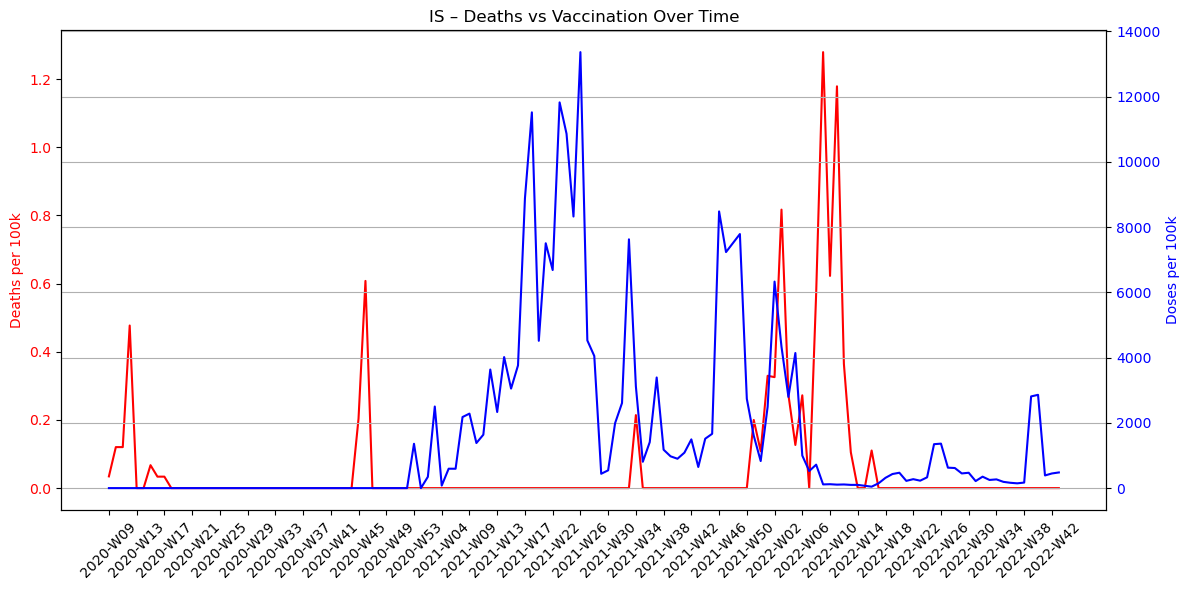 IS – Deaths vs Vaccination Over Time
Deaths per 100k
1.2
1.0
0.8
0.6
0.4
0.2
0.0
14000
12000
10000
8000
6000
4000
2000
0
Doses per 100k
2020-W09
2020-W13
2020-W17
2020-W21
2020-W25
2020-W29
2020-W33
2020-W37
2020-W41
2020-W45
2020-W49
2020-W53
2021-W04
2021-W09
2021-W13
2021-W17
2021-W22
2021-W26
2021-W30
2021-W34
2021-W38
2021-W42
2021-W46
2021-W50
2022-W02
2022-W06
2022-W10
2022-W14
2022-W18
2022-W22
2022-W26
2022-W30
2022-W34
2022-W38
2022-W42